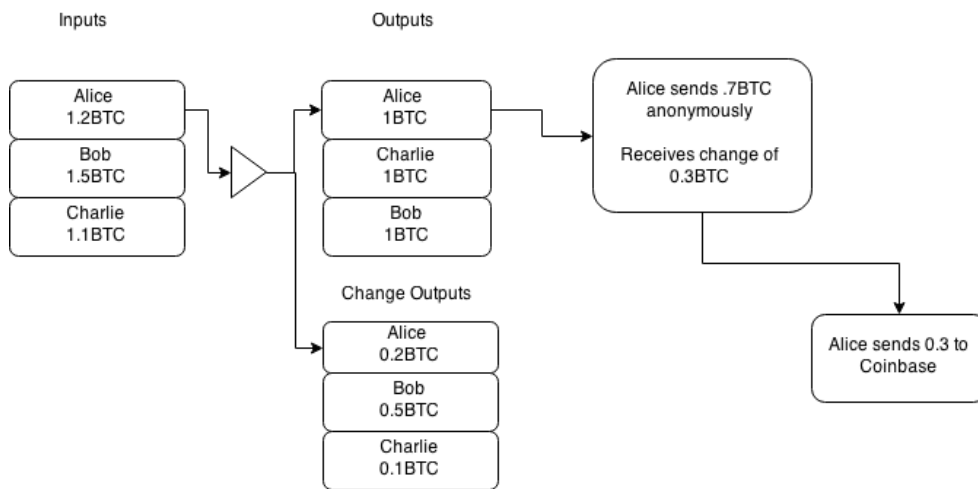 Inputs
Outputs
Alice
1.2BTC
Bob
1.5BTC
Charlie
1.1BTC
Alice
1BTC
Charlie
1BTC
Bob
1BTC
Alice sends .7BTC
anonymously
Receives change of
0.3BTC
Change Outputs
Alice
0.2BTC
Bob
0.5BTC
Charlie
0.1BTC
Alice sends 0.3 to
Coinbase